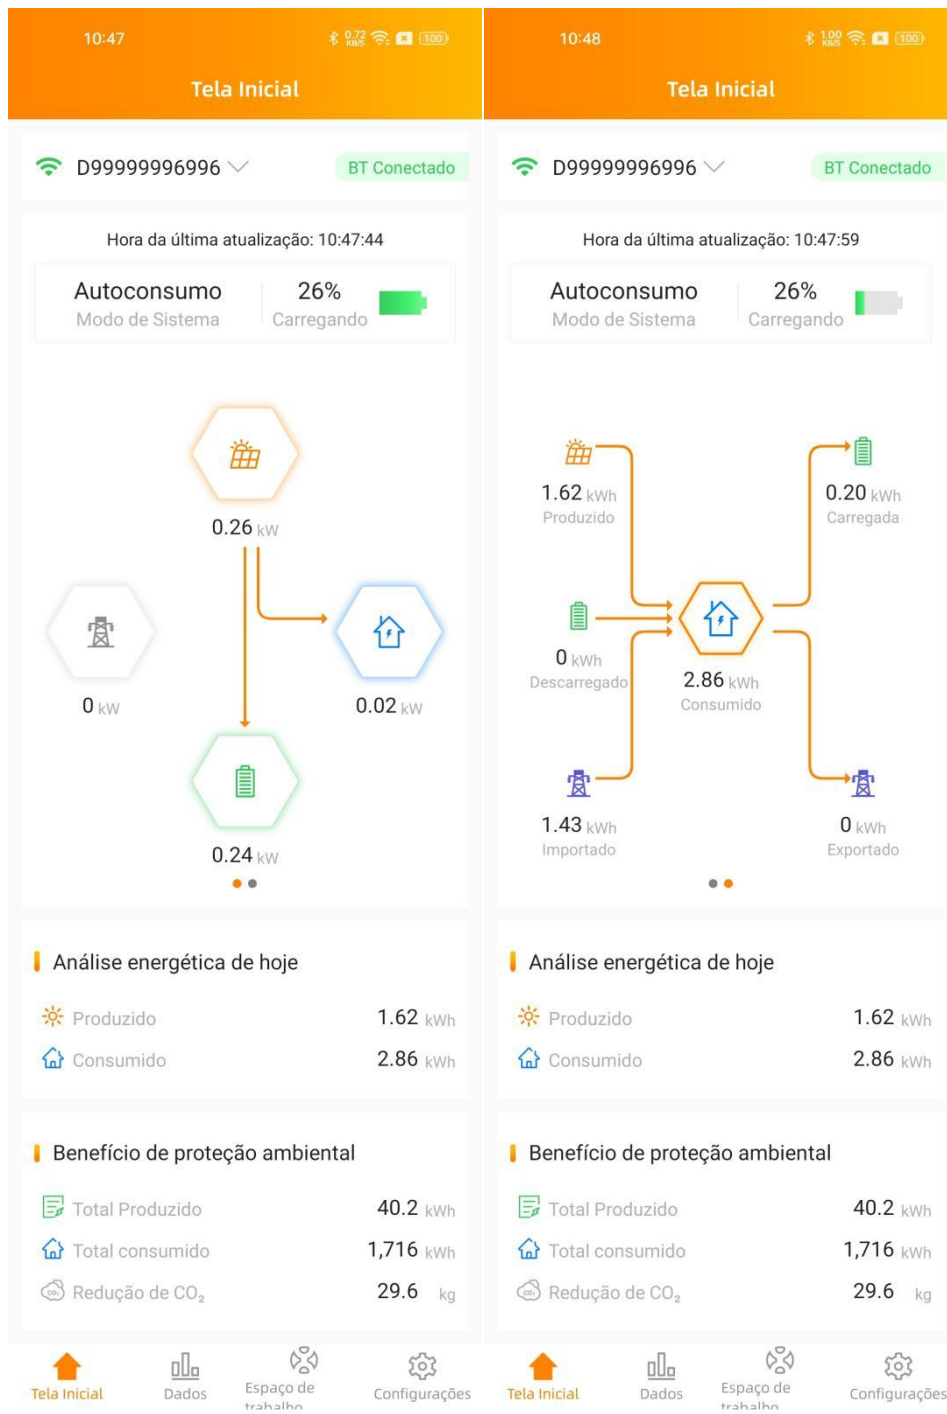 10:47
0.72 KB/S
100
Tela Inicial
D99999996996
BT Conectado
Hora da última atualização: 10:47:44
Autoconsumo
Modo de Sistema
26%
Carregando
0.26 kW
0 kW
0.02 kW
0.24 kW
Análise energética de hoje
Produzido 1.62 kWh
Consumido 2.86 kWh
Benefício de proteção ambiental
Total Produzido 40.2 kWh
Total consumido 1,716 kWh
CO₂ Redução de CO₂ 29.6 kg
Tela Inicial
Dados
Espaço de
trabalho
Configurações
10:48
1.00 KB/S
100
Tela Inicial
D99999996996
BT Conectado
Hora da última atualização: 10:47:59
Autoconsumo
Modo de Sistema
26%
Carregando
1.62 kWh
Produzido
0.20 kWh
Carregada
0 kWh
Descarregado
2.86 kWh
Consumido
1.43 kWh
Importado
0 kWh
Exportado
Análise energética de hoje
Produzido 1.62 kWh
Consumido 2.86 kWh
Benefício de proteção ambiental
Total Produzido 40.2 kWh
Total consumido 1,716 kWh
CO₂ Redução de CO₂ 29.6 kg
Tela Inicial
Dados
Espaço de
trabalho
Configurações